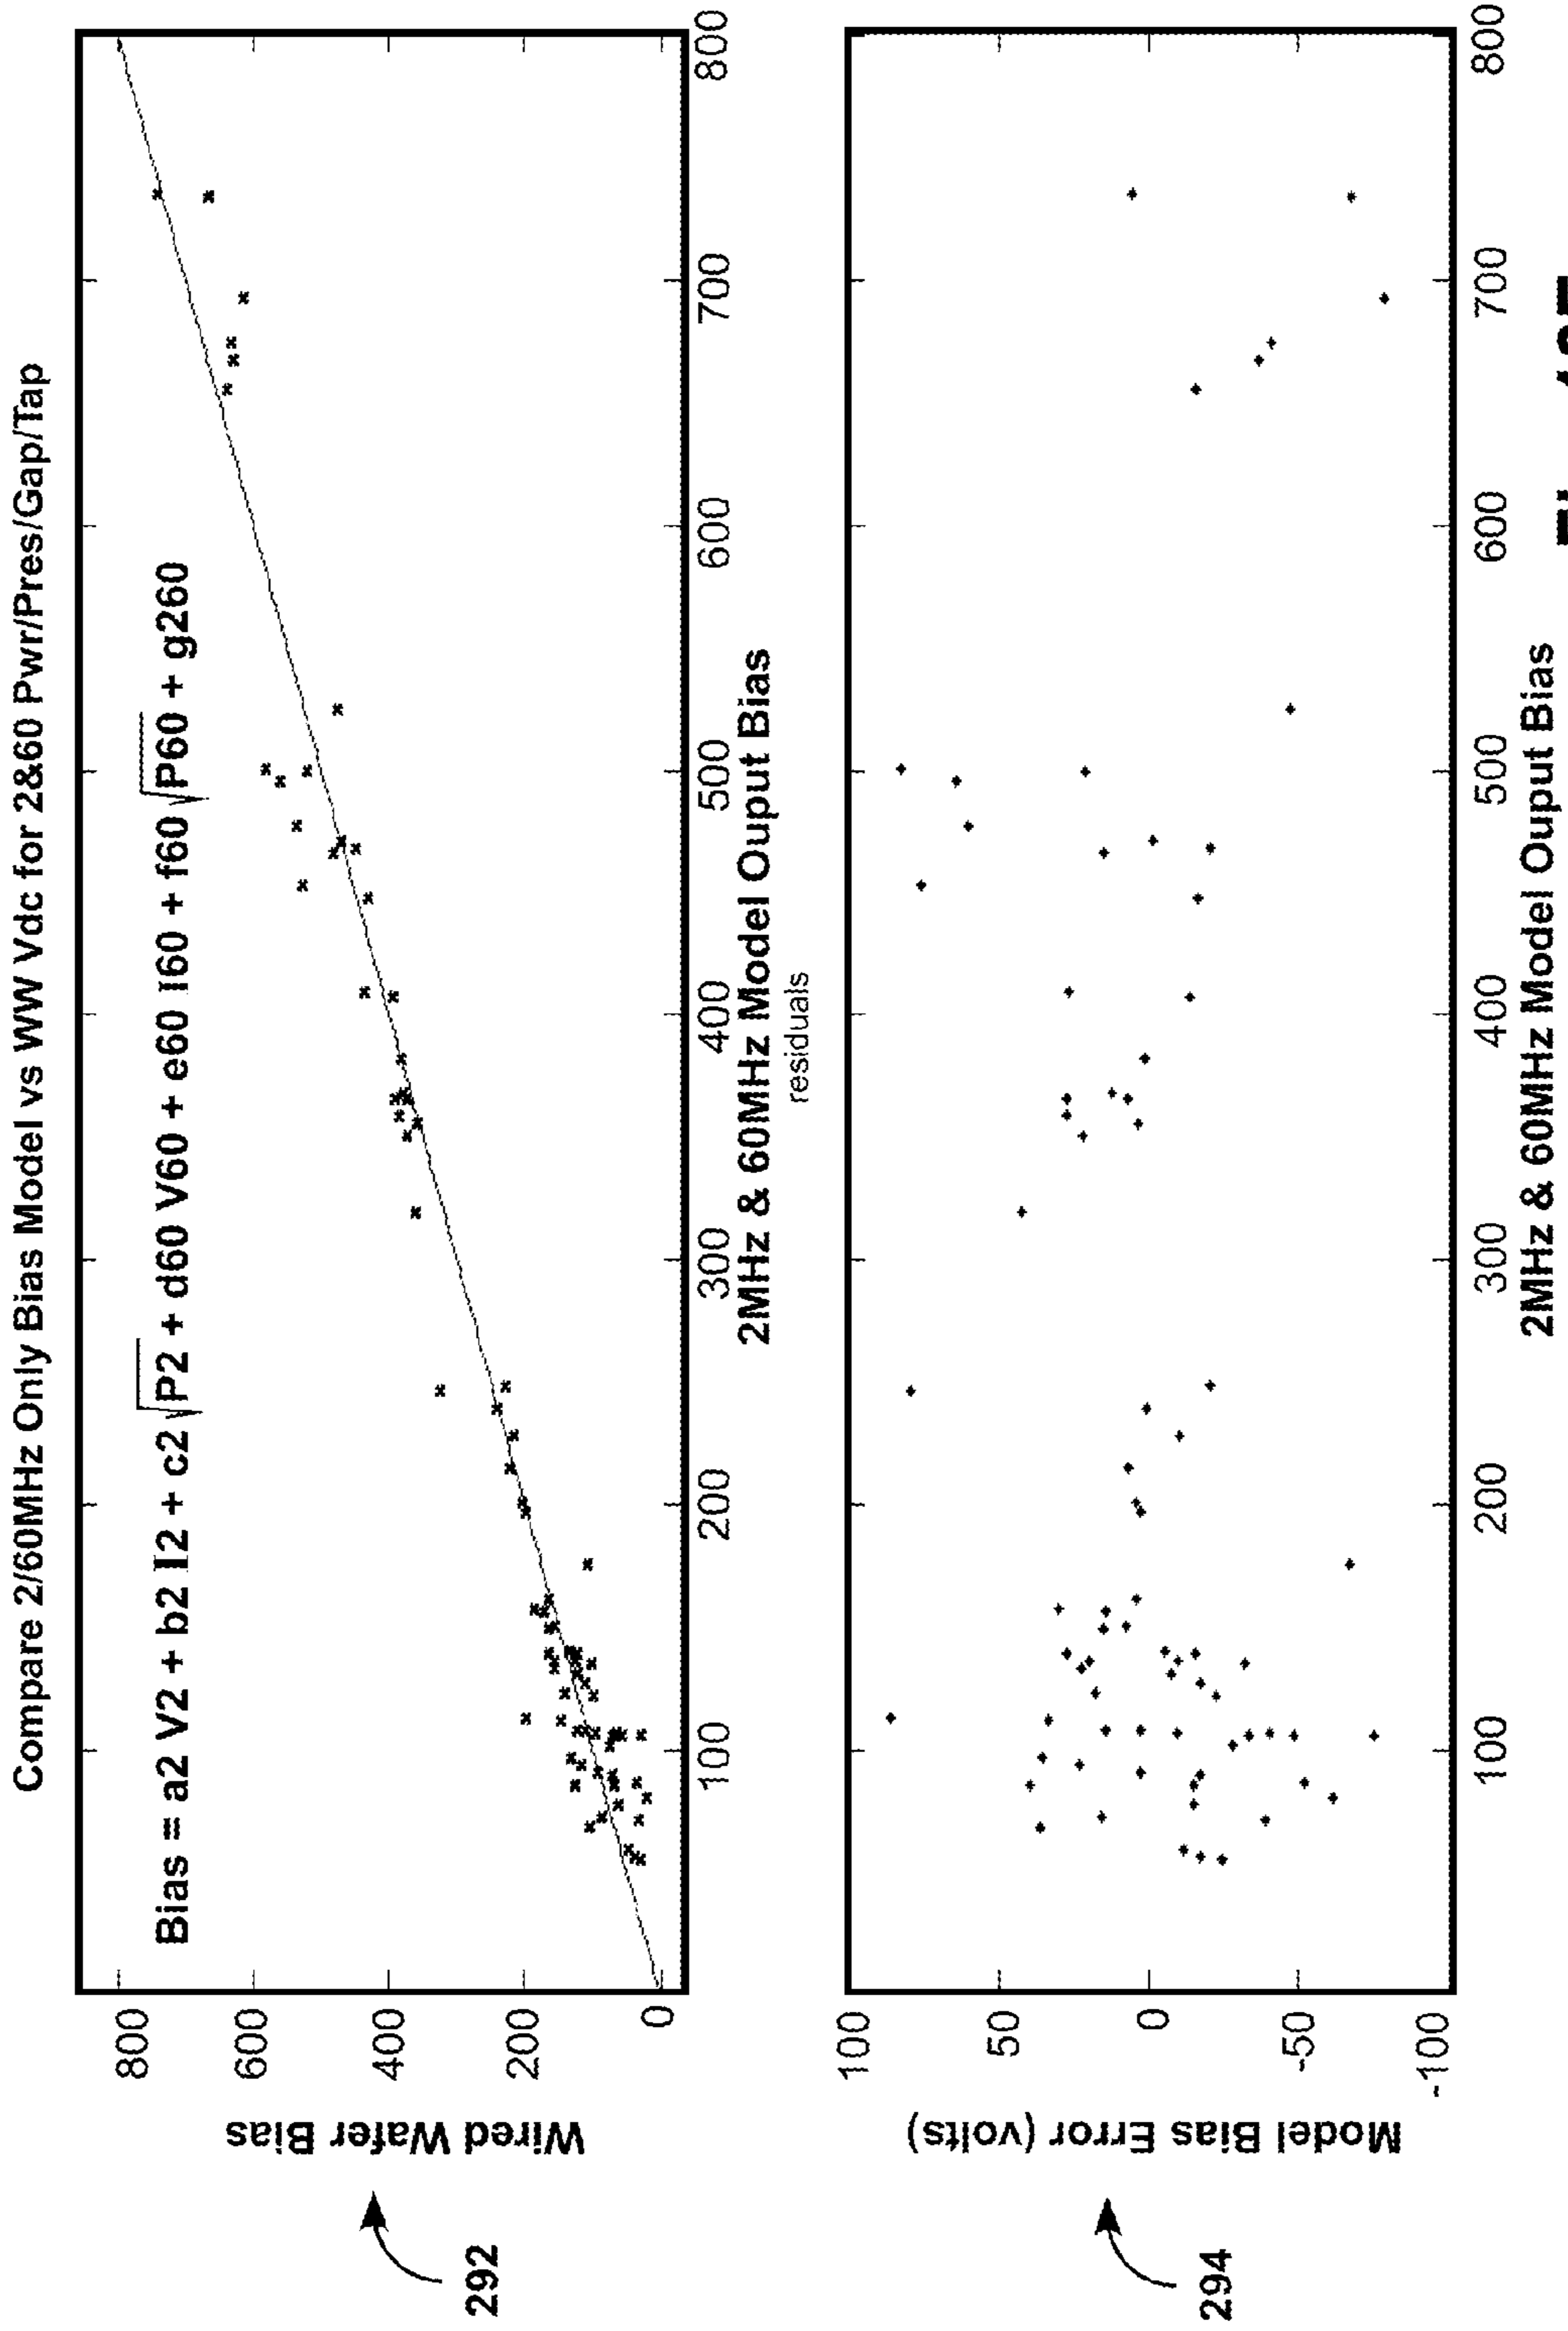 Compare 2/60MHz Only Bias Model vs WW Vdc for 2&60 Pwr/Pres/Gap/Tap
Bias = a2 V2 + b2 I2 + c2 √P2 + d60 V60 + e60 I60 + f60 √P60 + g260
800
600
400
200
0
Wired Wafer Bias
292
100 200 300 400 500 600 700 800
2MHz & 60MHz Model Ouput Bias
residuals
100
50
0
-50
-100
Model Bias Error (volts)
294
100 200 300 400 500 600 700 800
2MHz & 60MHz Model Ouput Bias